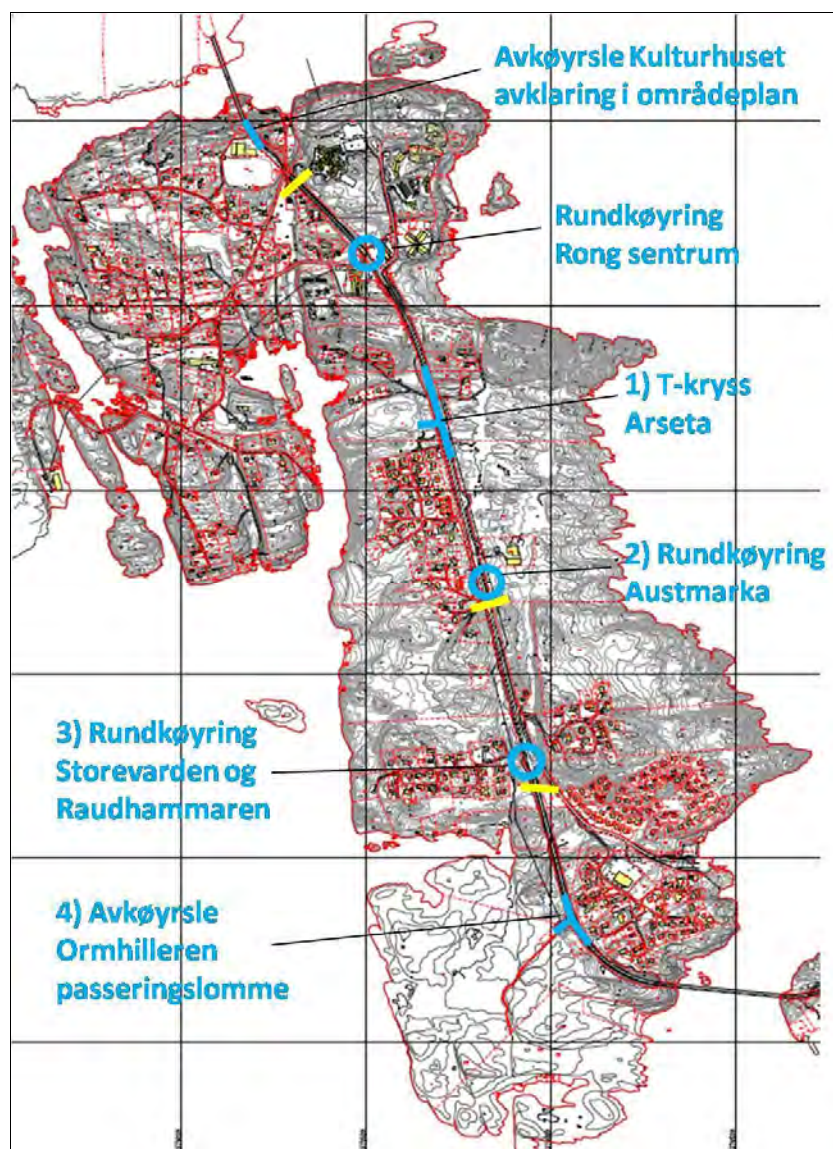 Avkøyrsle Kulturhuset
avklaring i områdeplan
Rundkøyring
Rong sentrum
1) T-kryss
Arseta
2) Rundkøyring
Austmarka
3) Rundkøyring
Storevarden og
Raudhammaren
4) Avkøyrsle
Ormhilleren
passeringslomme